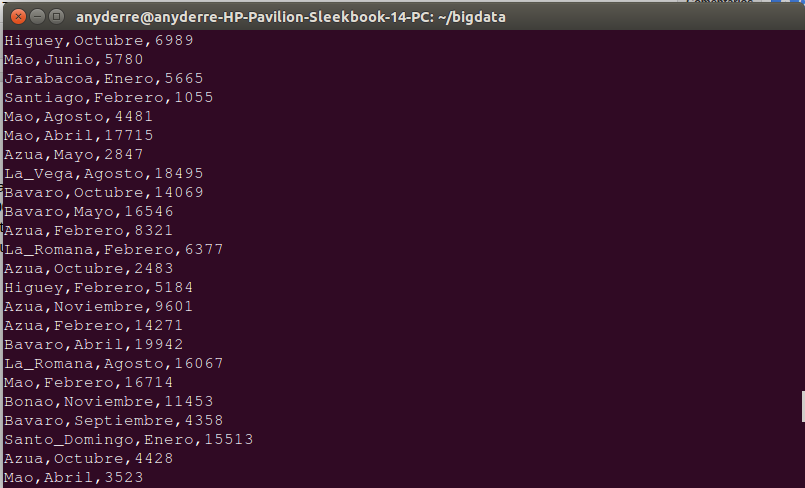 anyderre@anyderre-HP-Pavilion-Sleekbook-14-PC: ~/bigdata
Higuey,Octubre,6989
Mao,Junio,5780
Jarabacoa,Enero,5665
Santiago,Febrero,1055
Mao,Agosto,4481
Mao,Abril,17715
Azua,Mayo,2847
La_Vega,Agosto,18495
Bavaro,Octubre,14069
Bavaro,Mayo,16546
Azua,Febrero,8321
La_Romana,Febrero,6377
Azua,Octubre,2483
Higuey,Febrero,5184
Azua,Noviembre,9601
Azua,Febrero,14271
Bavaro,Abril,19942
La_Romana,Agosto,16067
Mao,Febrero,16714
Bonao,Noviembre,11453
Bavaro,Septiembre,4358
Santo_Domingo,Enero,15513
Azua,Octubre,4428
Mao,Abril,3523